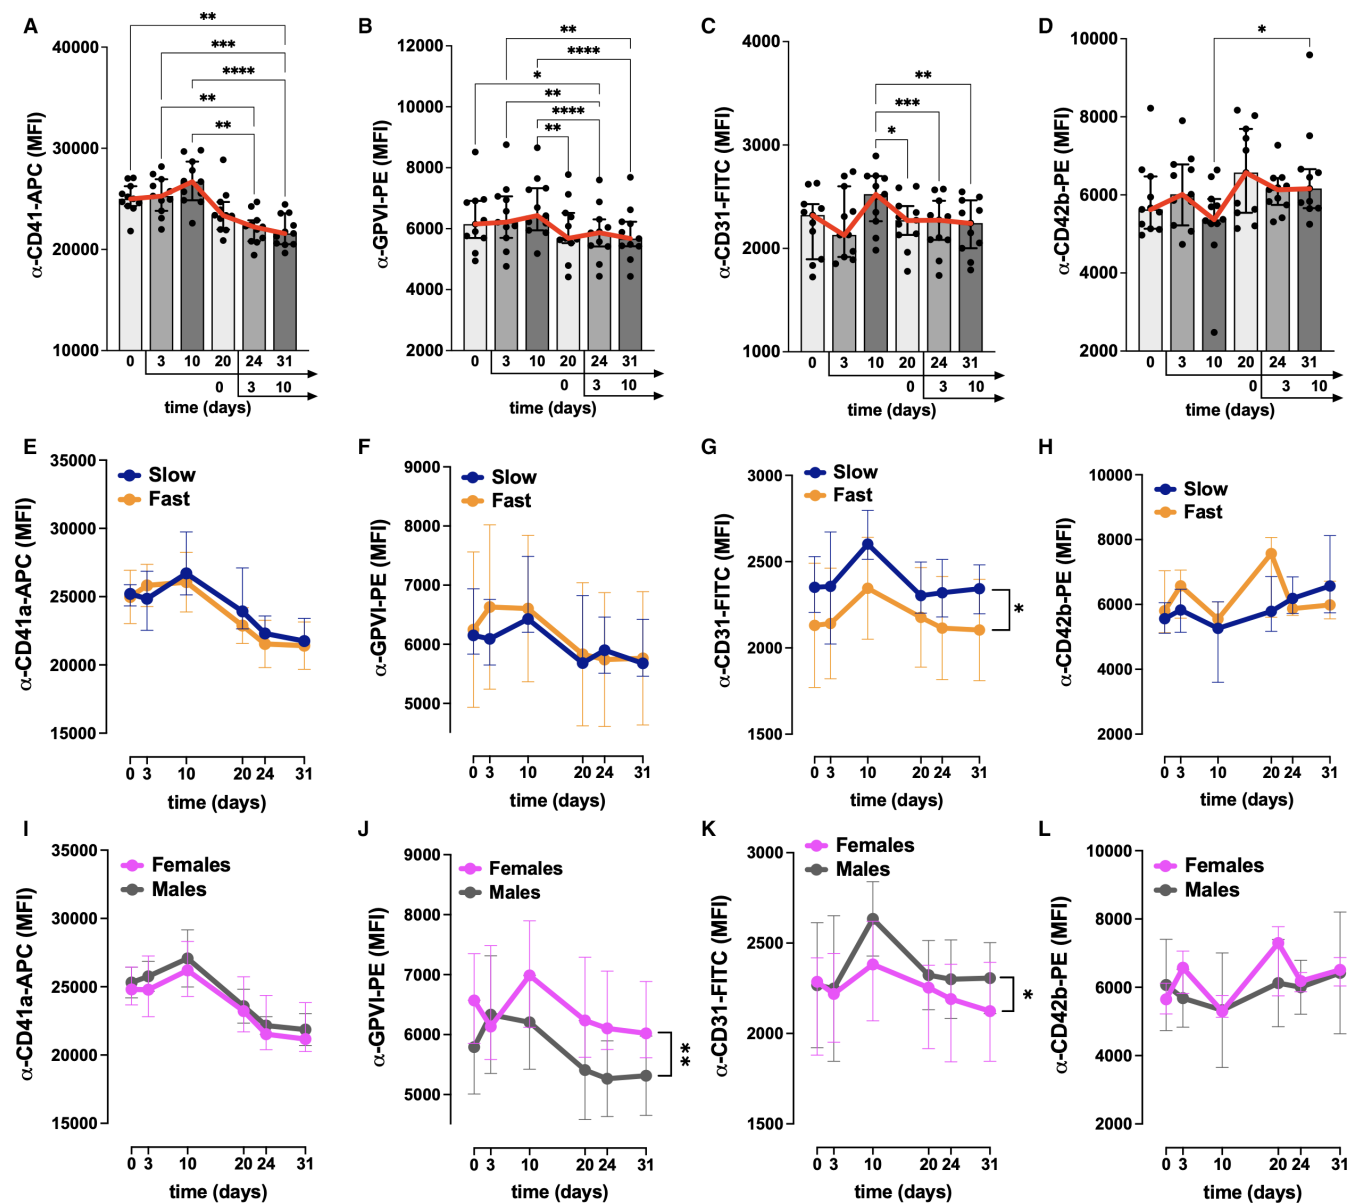 A
α-CD41-APC (MFI)
40000
30000
20000
10000
**
***
****
**
**
0 3 10 20 24 31
0 3 10
time (days)
B
α-GPVI-PE (MFI)
12000
10000
8000
6000
4000
2000
**
****
*
**
****
**
0 3 10 20 24 31
0 3 10
time (days)
C
α-CD31-FITC (MFI)
4000
3000
2000
1000
**
***
*
0 3 10 20 24 31
0 3 10
time (days)
D
α-CD42b-PE (MFI)
10000
8000
6000
4000
2000
*
0 3 10 20 24 31
0 3 10
time (days)
E
α-CD41a-APC (MFI)
35000
30000
25000
20000
15000
Slow
Fast
0 3 10 20 24 31
time (days)
F
α-GPVI-PE (MFI)
9000
8000
7000
6000
5000
Slow
Fast
0 3 10 20 24 31
time (days)
G
α-CD31-FITC (MFI)
3000
2500
2000
1500
Slow
Fast
*
0 3 10 20 24 31
time (days)
H
α-CD42b-PE (MFI)
10000
8000
6000
4000
2000
Slow
Fast
0 3 10 20 24 31
time (days)
I
α-CD41a-APC (MFI)
35000
30000
25000
20000
15000
Females
Males
0 3 10 20 24 31
time (days)
J
α-GPVI-PE (MFI)
9000
8000
7000
6000
5000
Females
Males
**
0 3 10 20 24 31
time (days)
K
α-CD31-FITC (MFI)
3000
2500
2000
1500
Females
Males
*
0 3 10 20 24 31
time (days)
L
α-CD42b-PE (MFI)
10000
8000
6000
4000
2000
Females
Males
0 3 10 20 24 31
time (days)